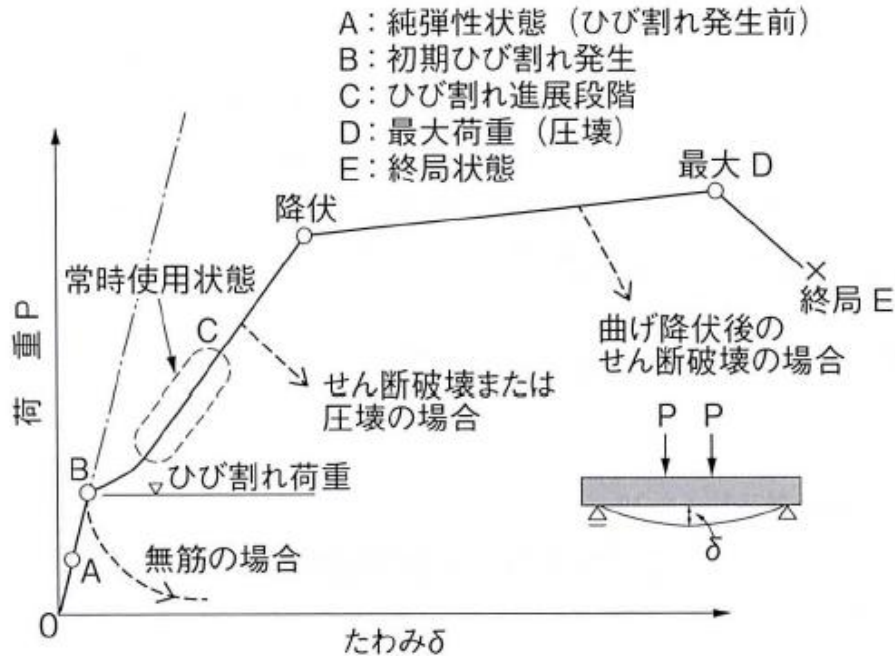 A：純弾性状態（ひび割れ発生前）
B：初期ひび割れ発生
C：ひび割れ進展段階
D：最大荷重（圧壊）
E：終局状態
最大 D
降伏
常時使用状態
C
終局 E
曲げ降伏後の
せん断破壊の場合
せん断破壊または
圧壊の場合
荷重P
P P
B
ひび割れ荷重
δ
A
無筋の場合
O
たわみδ